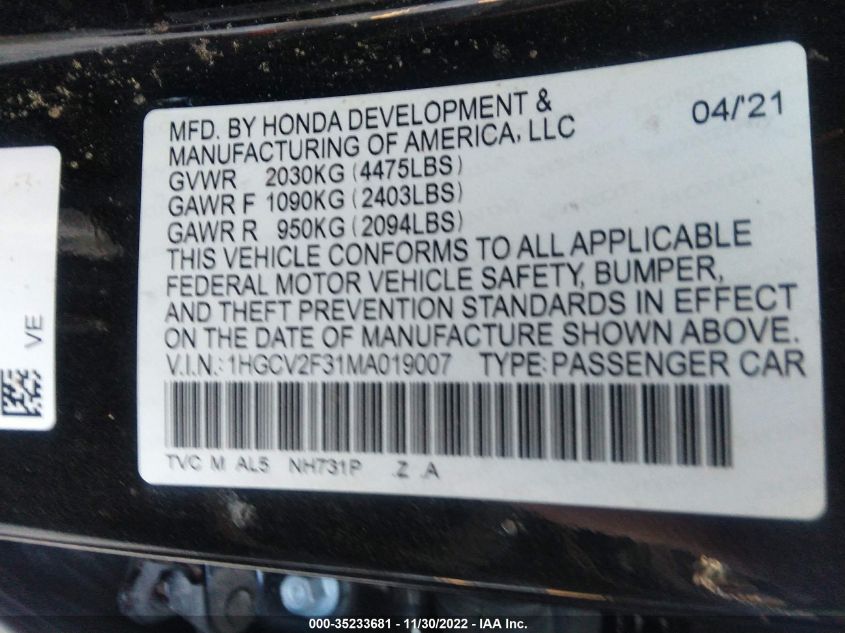 MFD. BY HONDA DEVELOPMENT & 04/'21
MANUFACTURING OF AMERICA, LLC
GVWR 2030KG (4475LBS)
GAWR F 1090KG (2403LBS)
GAWR R 950KG (2094LBS)
THIS VEHICLE CONFORMS TO ALL APPLICABLE
FEDERAL MOTOR VEHICLE SAFETY, BUMPER,
AND THEFT PREVENTION STANDARDS IN EFFECT
ON THE DATE OF MANUFACTURE SHOWN ABOVE.
V.I.N.: 1HGCV2F31MA019007 TYPE: PASSENGER CAR
TVC M AL5 NH731P Z .A
VE
000-35233681 - 11/30/2022 - IAA Inc.